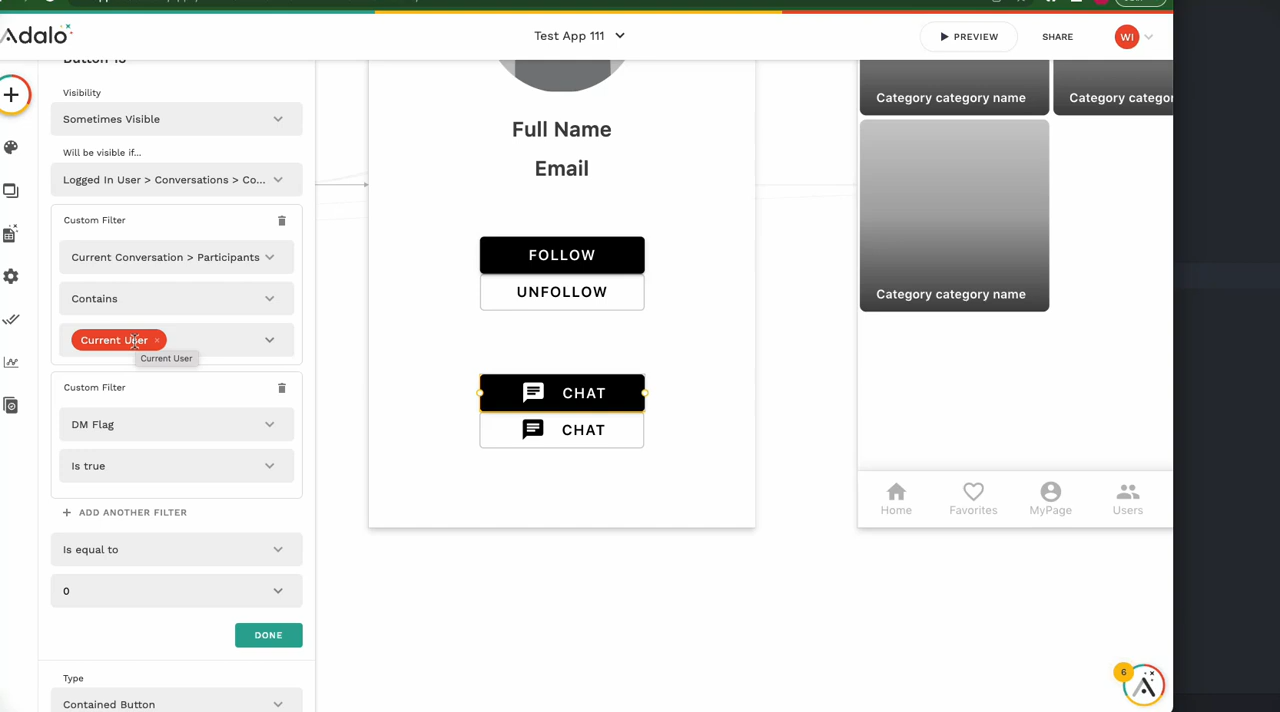 Adalo
Test App 111
PREVIEW
SHARE
WI
Visibility
Sometimes Visible
Will be visible if...
Logged In User > Conversations > Co...
Custom Filter
Current Conversation > Participants
Contains
Current User ×
Current User
Custom Filter
DM Flag
Is true
+ ADD ANOTHER FILTER
Is equal to
0
DONE
Type
Contained Button
Full Name
Email
FOLLOW
UNFOLLOW
CHAT
CHAT
Category category name
Category categor
Category category name
Home
Favorites
MyPage
Users
6